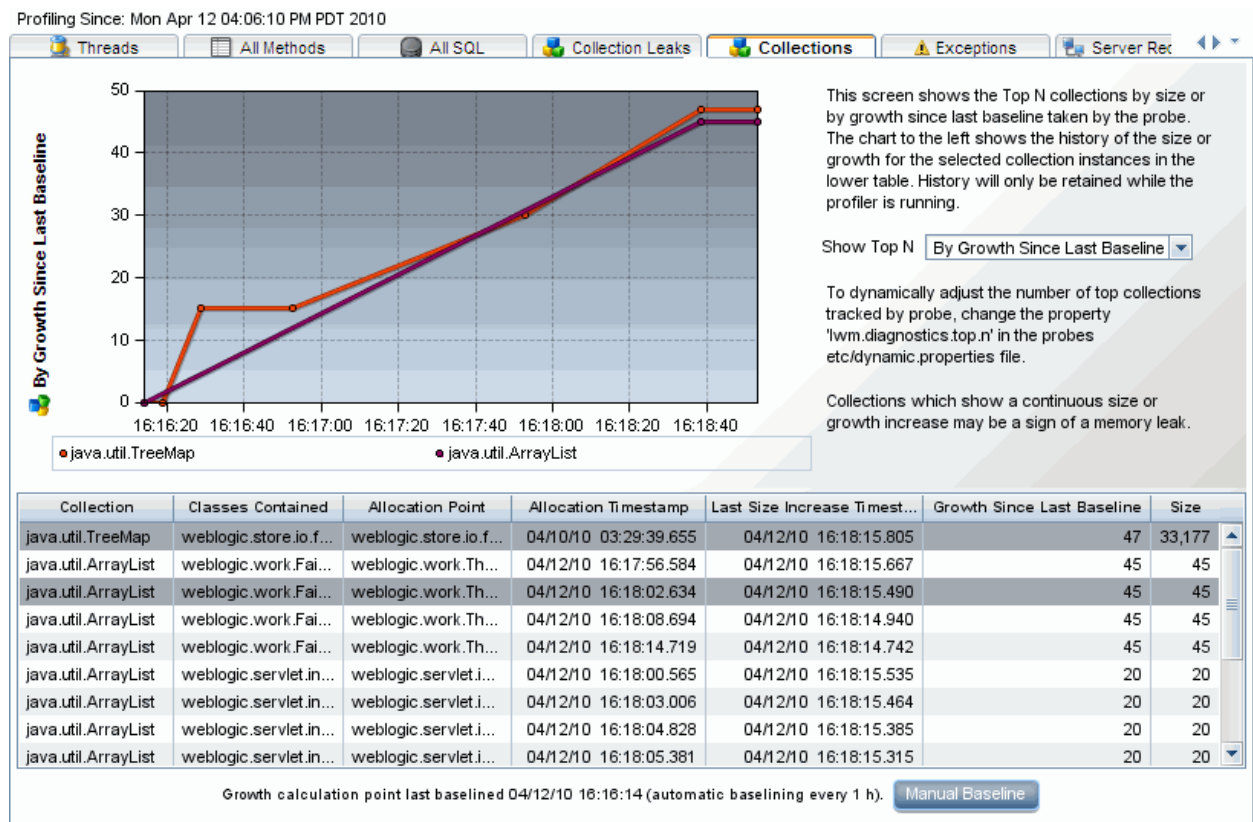 Profiling Since: Mon Apr 12 04:06:10 PM PDT 2010
Threads All Methods All SQL Collection Leaks Collections Exceptions Server Rec
By Growth Since Last Baseline
50
40
30
20
10
0
16:16:20 16:16:40 16:17:00 16:17:20 16:17:40 16:18:00 16:18:20 16:18:40
java.util.TreeMap java.util.ArrayList
This screen shows the Top N collections by size or
by growth since last baseline taken by the probe.
The chart to the left shows the history of the size or
growth for the selected collection instances in the
lower table. History will only be retained while the
profiler is running.
Show Top N By Growth Since Last Baseline
To dynamically adjust the number of top collections
tracked by probe, change the property
'lwm.diagnostics.top.n' in the probes
etc/dynamic.properties file.
Collections which show a continuous size or
growth increase may be a sign of a memory leak.
Collection Classes Contained Allocation Point Allocation Timestamp Last Size Increase Timest... Growth Since Last Baseline Size
java.util.TreeMap weblogic.store.io.f... weblogic.store.io.f... 04/10/10 03:29:39.655 04/12/10 16:18:15.805 47 33,177
java.util.ArrayList weblogic.work.Fai... weblogic.work.Th... 04/12/10 16:17:56.584 04/12/10 16:18:15.667 45 45
java.util.ArrayList weblogic.work.Fai... weblogic.work.Th... 04/12/10 16:18:02.634 04/12/10 16:18:15.490 45 45
java.util.ArrayList weblogic.work.Fai... weblogic.work.Th... 04/12/10 16:18:08.694 04/12/10 16:18:14.940 45 45
java.util.ArrayList weblogic.work.Fai... weblogic.work.Th... 04/12/10 16:18:14.719 04/12/10 16:18:14.742 45 45
java.util.ArrayList weblogic.servlet.in... weblogic.servlet.i... 04/12/10 16:18:00.565 04/12/10 16:18:15.535 20 20
java.util.ArrayList weblogic.servlet.in... weblogic.servlet.i... 04/12/10 16:18:03.006 04/12/10 16:18:15.464 20 20
java.util.ArrayList weblogic.servlet.in... weblogic.servlet.i... 04/12/10 16:18:04.828 04/12/10 16:18:15.385 20 20
java.util.ArrayList weblogic.servlet.in... weblogic.servlet.i... 04/12/10 16:18:05.381 04/12/10 16:18:15.315 20 20
Growth calculation point last baselined 04/12/10 16:16:14 (automatic baselining every 1 h). Manual Baseline